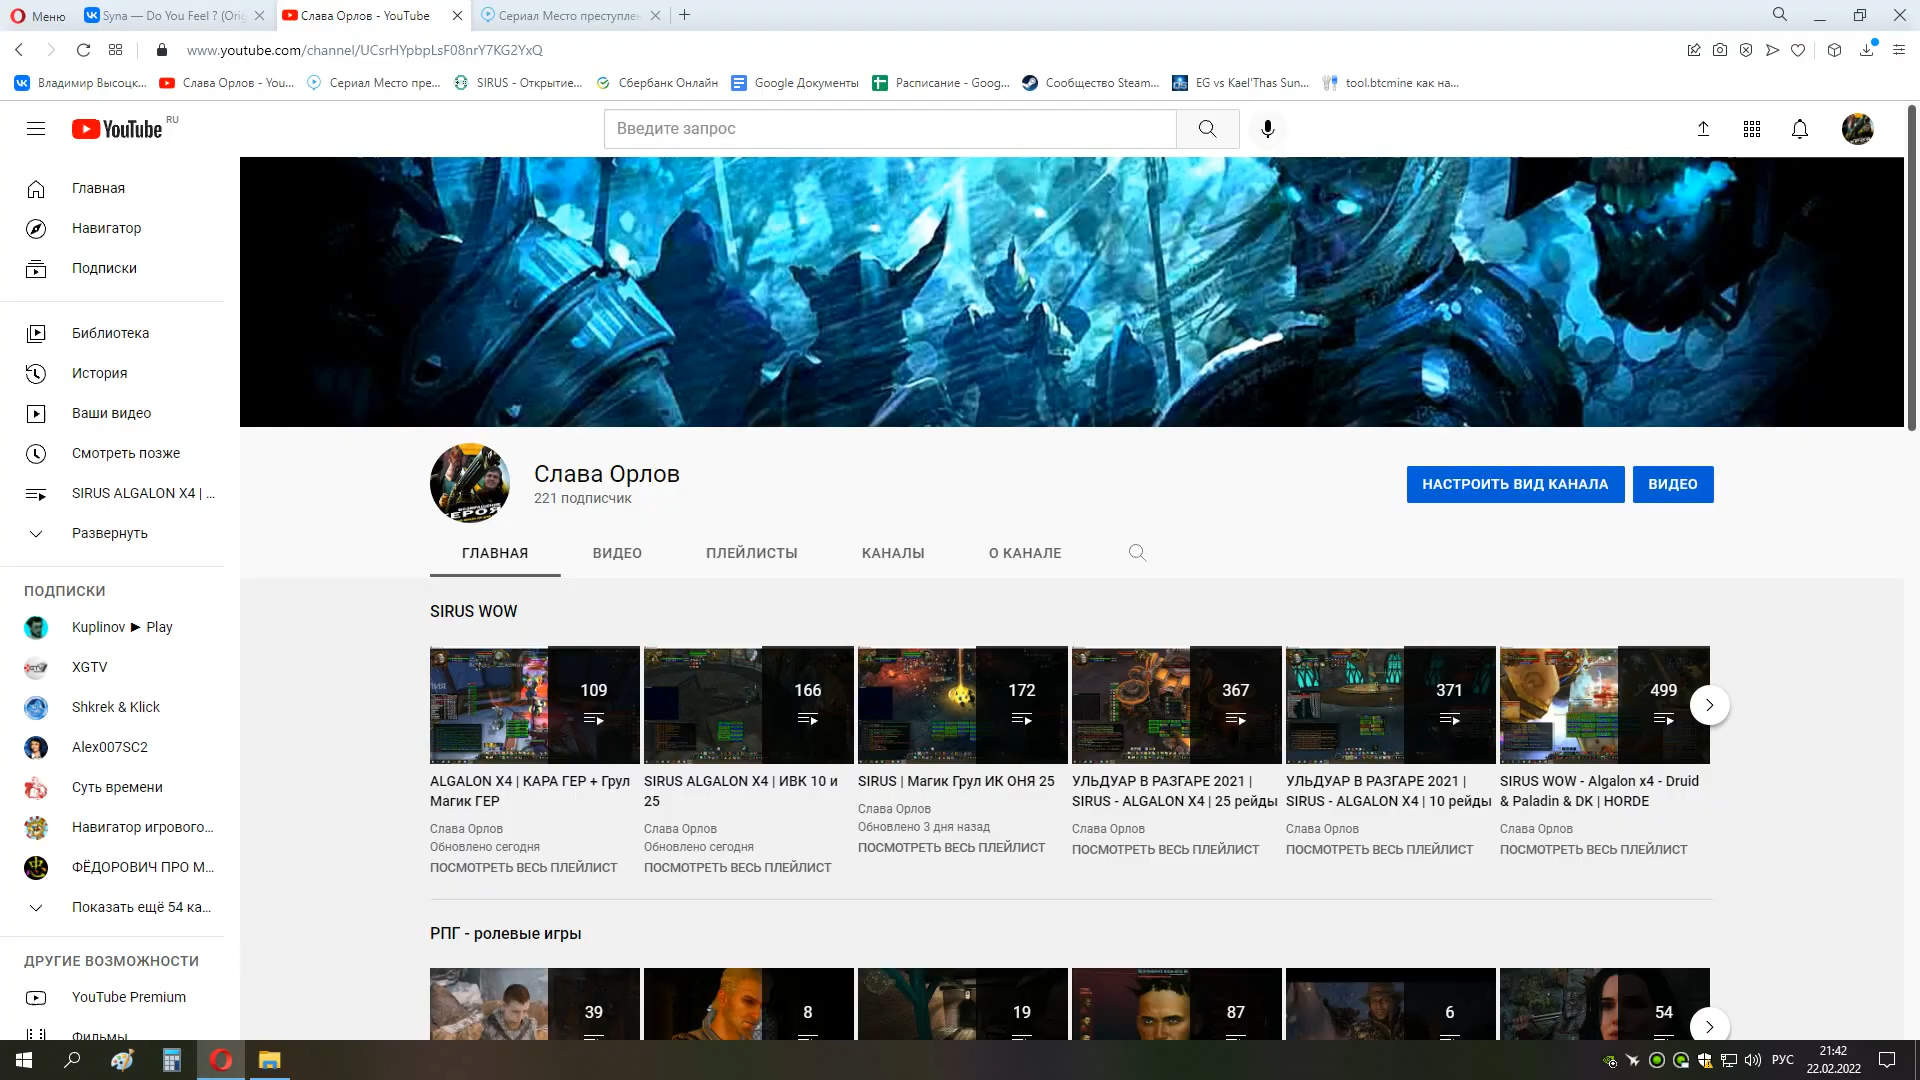 Меню
Syna — Do You Feel ? (Orig
Слава Орлов - YouTube
Сериал Место преступлен
www.youtube.com/channel/UCsrHYpbpLsF08nrY7KG2YxQ
Владимир Высоцк...
Слава Орлов - You...
Сериал Место пре...
SIRUS - Открытие...
Сбербанк Онлайн
Google Документы
Расписание - Goog...
Сообщество Steam...
EG vs Kael'Thas Sun...
tool.btcmine как на...
YouTube RU
Введите запрос
Главная
Навигатор
Подписки
Библиотека
История
Ваши видео
Смотреть позже
SIRUS ALGALON X4 | ...
Развернуть
ПОДПИСКИ
Kuplinov ► Play
XGTV
Shkrek & Klick
Alex007SC2
Суть времени
Навигатор игрового...
ФЁДОРОВИЧ ПРО М...
Показать ещё 54 ка...
ДРУГИЕ ВОЗМОЖНОСТИ
YouTube Premium
Фильмы
Слава Орлов
221 подписчик
НАСТРОИТЬ ВИД КАНАЛА
ВИДЕО
ГЛАВНАЯ
ВИДЕО
ПЛЕЙЛИСТЫ
КАНАЛЫ
О КАНАЛЕ
SIRUS WOW
109
166
172
367
371
499
ALGALON X4 | КАРА ГЕР + Грул
Магик ГЕР
Слава Орлов
Обновлено сегодня
ПОСМОТРЕТЬ ВЕСЬ ПЛЕЙЛИСТ
SIRUS ALGALON X4 | ИВК 10 и
25
Слава Орлов
Обновлено сегодня
ПОСМОТРЕТЬ ВЕСЬ ПЛЕЙЛИСТ
SIRUS | Магик Грул ИК ОНЯ 25
Слава Орлов
Обновлено 3 дня назад
ПОСМОТРЕТЬ ВЕСЬ ПЛЕЙЛИСТ
УЛЬДУАР В РАЗГАРЕ 2021 |
SIRUS - ALGALON X4 | 25 рейды
Слава Орлов
ПОСМОТРЕТЬ ВЕСЬ ПЛЕЙЛИСТ
УЛЬДУАР В РАЗГАРЕ 2021 |
SIRUS - ALGALON X4 | 10 рейды
Слава Орлов
ПОСМОТРЕТЬ ВЕСЬ ПЛЕЙЛИСТ
SIRUS WOW - Algalon x4 - Druid
& Paladin & DK | HORDE
Слава Орлов
ПОСМОТРЕТЬ ВЕСЬ ПЛЕЙЛИСТ
РПГ - ролевые игры
39
8
19
87
6
54
РУС
21:42
22.02.2022